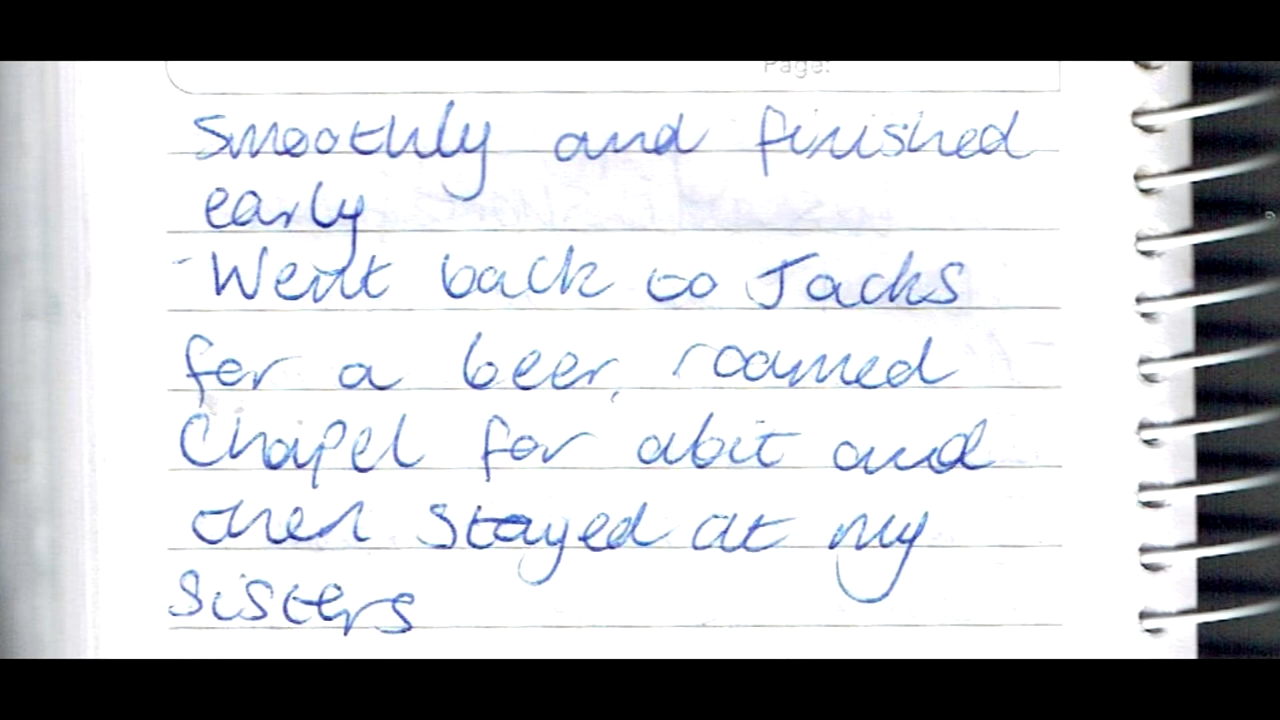 Page:
Smoothly and finished
early
- Went back to Jacks
for a beer, roamed
Chapel for abit and
then stayed at my
sisters